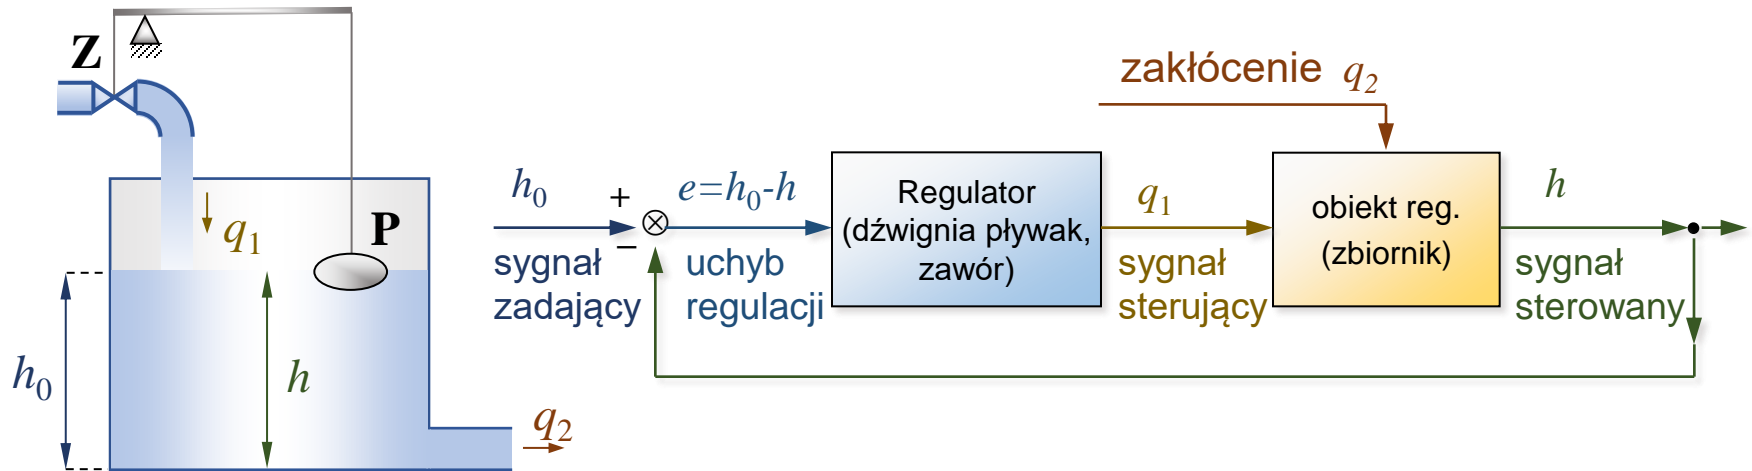 Z
q₁
P
h₀
h
q₂
zakłócenie q₂
h₀
+
−
sygnał
zadający
e=h₀-h
uchyb
regulacji
Regulator
(dźwignia pływak,
zawór)
q₁
sygnał
sterujący
obiekt reg.
(zbiornik)
h
sygnał
sterowany